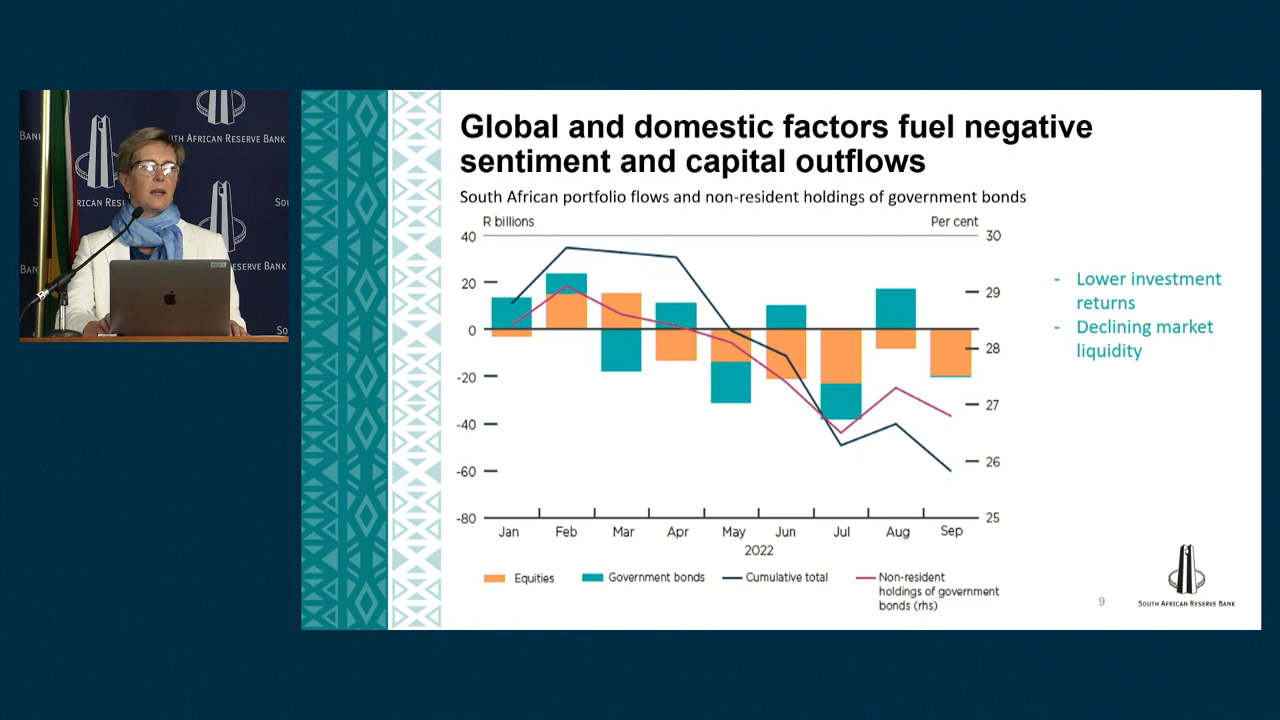 BANK
SOUTH AFRICAN RESERVE BANK
RESERVE BANK
Global and domestic factors fuel negative
sentiment and capital outflows
South African portfolio flows and non-resident holdings of government bonds
R billions
Per cent
40
20
0
-20
-40
-60
-80
30
29
28
27
26
25
Jan
Feb
Mar
Apr
May
Jun
Jul
Aug
Sep
2022
Equities
Government bonds
Cumulative total
Non-resident
holdings of government
bonds (rhs)
- Lower investment
returns
- Declining market
liquidity
9
SOUTH AFRICAN RESERVE BANK